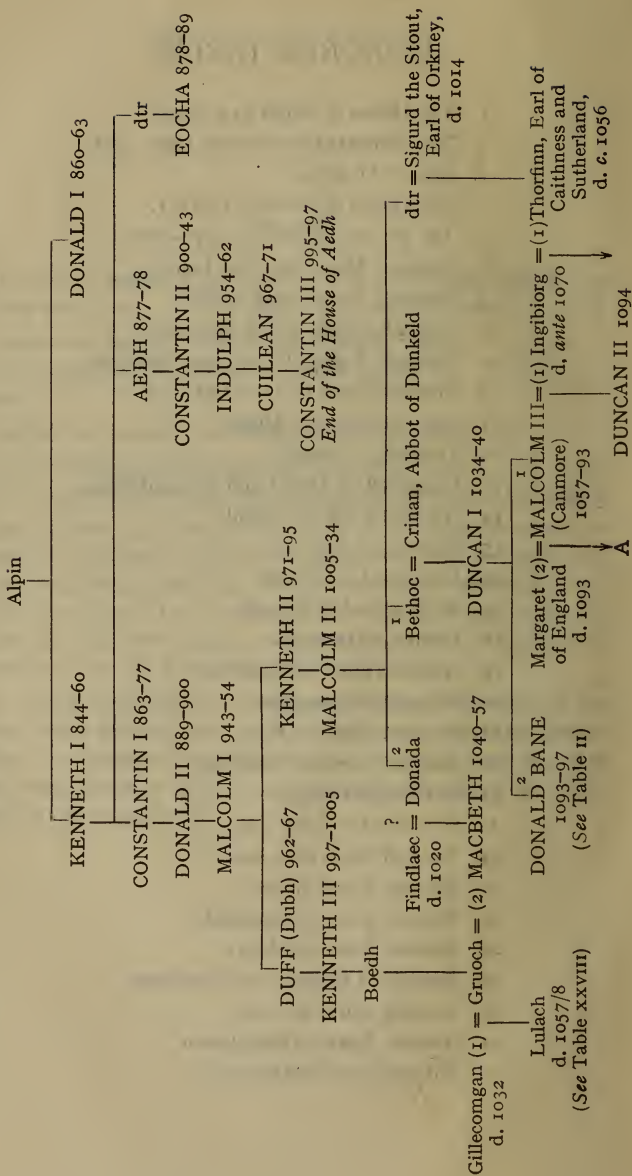 Alpin
KENNETH I 844–60
DONALD I 860–63
CONSTANTIN I 863–77
AEDH 877–78
dtr
DONALD II 889–900
CONSTANTIN II 900–43
EOCHA 878–89
MALCOLM I 943–54
INDULPH 954–62
CUILEAN 967–71
DUFF (Dubh) 962–67
KENNETH II 971–95
CONSTANTIN III 995–97
End of the House of Aedh
KENNETH III 997–1005
MALCOLM II 1005–34
Boedh
?
2
1
Findlaec = Donada
d. 1020
Bethoc = Crinan, Abbot of Dunkeld
dtr = Sigurd the Stout,
Earl of Orkney,
d. 1014
Gillecomgan (1) = Gruoch = (2) MACBETH 1040–57
d. 1032
DUNCAN I 1034–40
Lulach
d. 1057/8
(See Table XXVIII)
2
1
DONALD BANE
1093–97
(See Table II)
Margaret (2)=MALCOLM III=(1) Ingibiorg =(1)Thorfinn, Earl of
of England
d. 1093
(Canmore)
1057–93
d, ante 1070
Caithness and
Sutherland,
d. c. 1056
A
DUNCAN II 1094